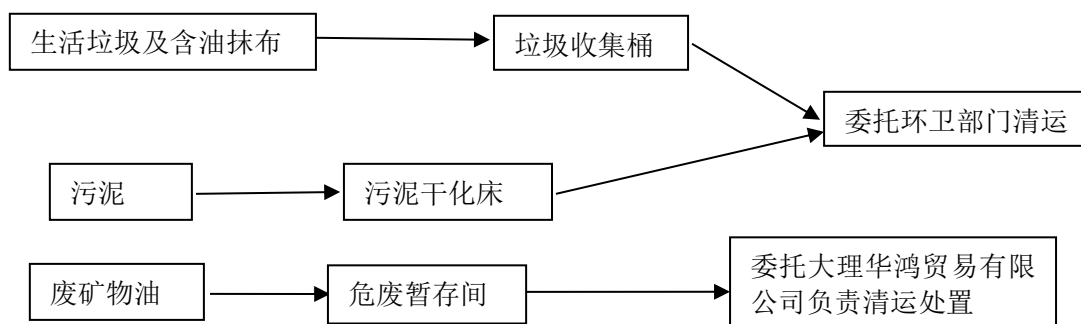 生活垃圾及含油抹布
垃圾收集桶
委托环卫部门清运
污泥
污泥干化床
废矿物油
危废暂存间
委托大理华鸿贸易有限
公司负责清运处置